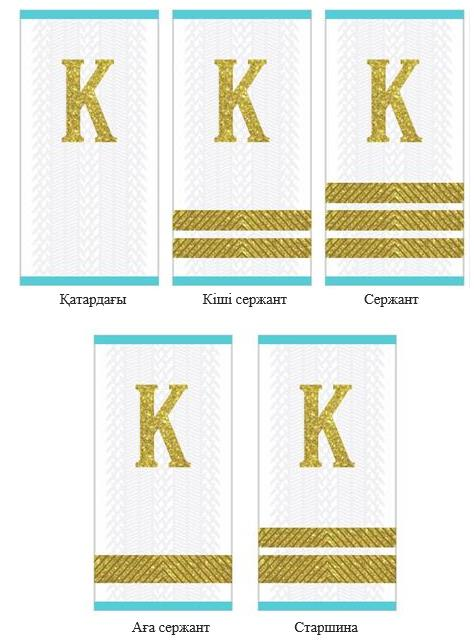 К К К
Қатардағы Кіші сержант Сержант
К К
Аға сержант Старшина